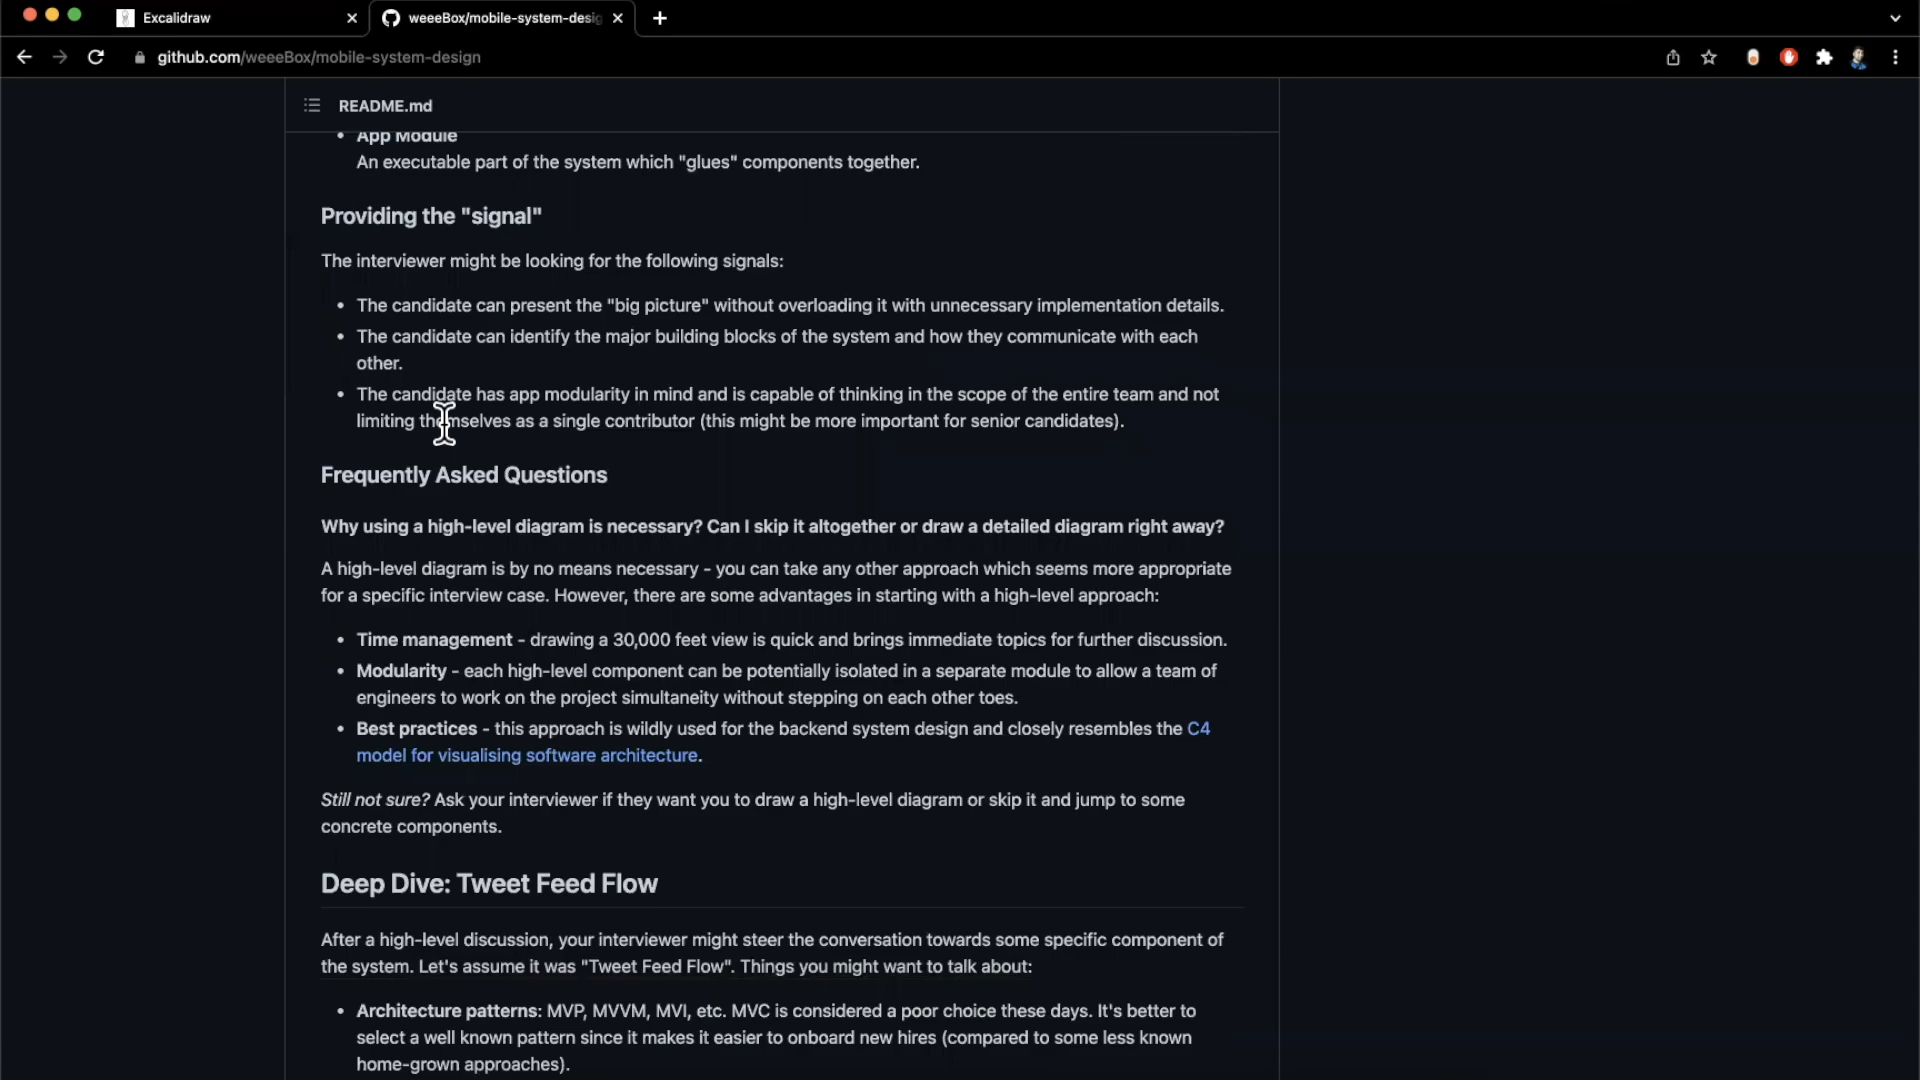 Excalidraw
weeeBox/mobile-system-desig
github.com/weeeBox/mobile-system-design
README.md
App Module
An executable part of the system which "glues" components together.
Providing the "signal"
The interviewer might be looking for the following signals:
The candidate can present the "big picture" without overloading it with unnecessary implementation details.
The candidate can identify the major building blocks of the system and how they communicate with each
other.
The candidate has app modularity in mind and is capable of thinking in the scope of the entire team and not
limiting themselves as a single contributor (this might be more important for senior candidates).
Frequently Asked Questions
Why using a high-level diagram is necessary? Can I skip it altogether or draw a detailed diagram right away?
A high-level diagram is by no means necessary - you can take any other approach which seems more appropriate
for a specific interview case. However, there are some advantages in starting with a high-level approach:
Time management - drawing a 30,000 feet view is quick and brings immediate topics for further discussion.
Modularity - each high-level component can be potentially isolated in a separate module to allow a team of
engineers to work on the project simultaneity without stepping on each other toes.
Best practices - this approach is wildly used for the backend system design and closely resembles the C4
model for visualising software architecture.
Still not sure? Ask your interviewer if they want you to draw a high-level diagram or skip it and jump to some
concrete components.
Deep Dive: Tweet Feed Flow
After a high-level discussion, your interviewer might steer the conversation towards some specific component of
the system. Let's assume it was "Tweet Feed Flow". Things you might want to talk about:
Architecture patterns: MVP, MVVM, MVI, etc. MVC is considered a poor choice these days. It's better to
select a well known pattern since it makes it easier to onboard new hires (compared to some less known
home-grown approaches).